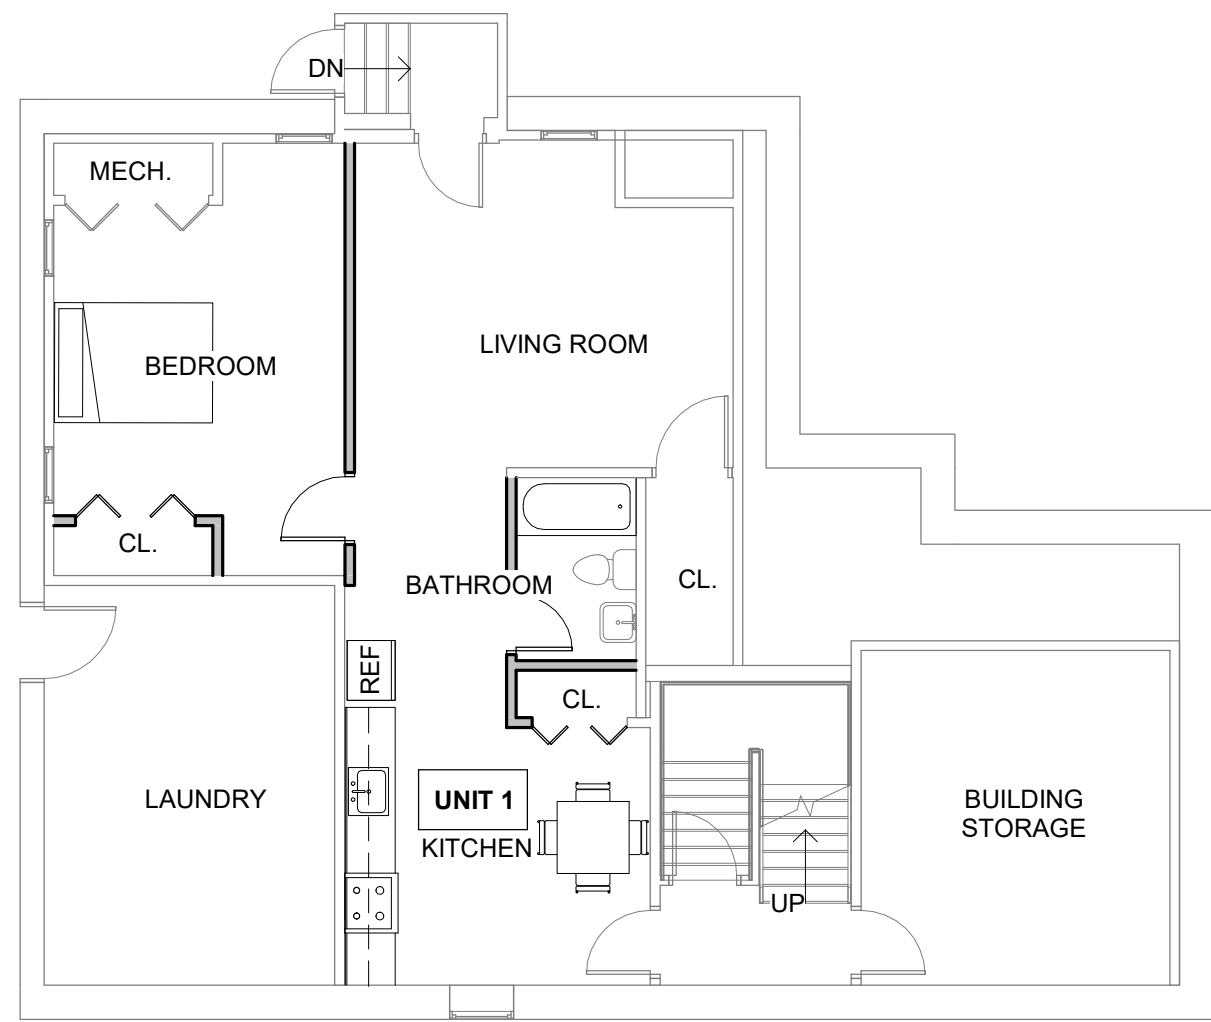 DN
MECH.
LIVING ROOM
BEDROOM
CL.
BATHROOM
CL.
REF
CL.
LAUNDRY
UNIT 1
KITCHEN
BUILDING
STORAGE
UP